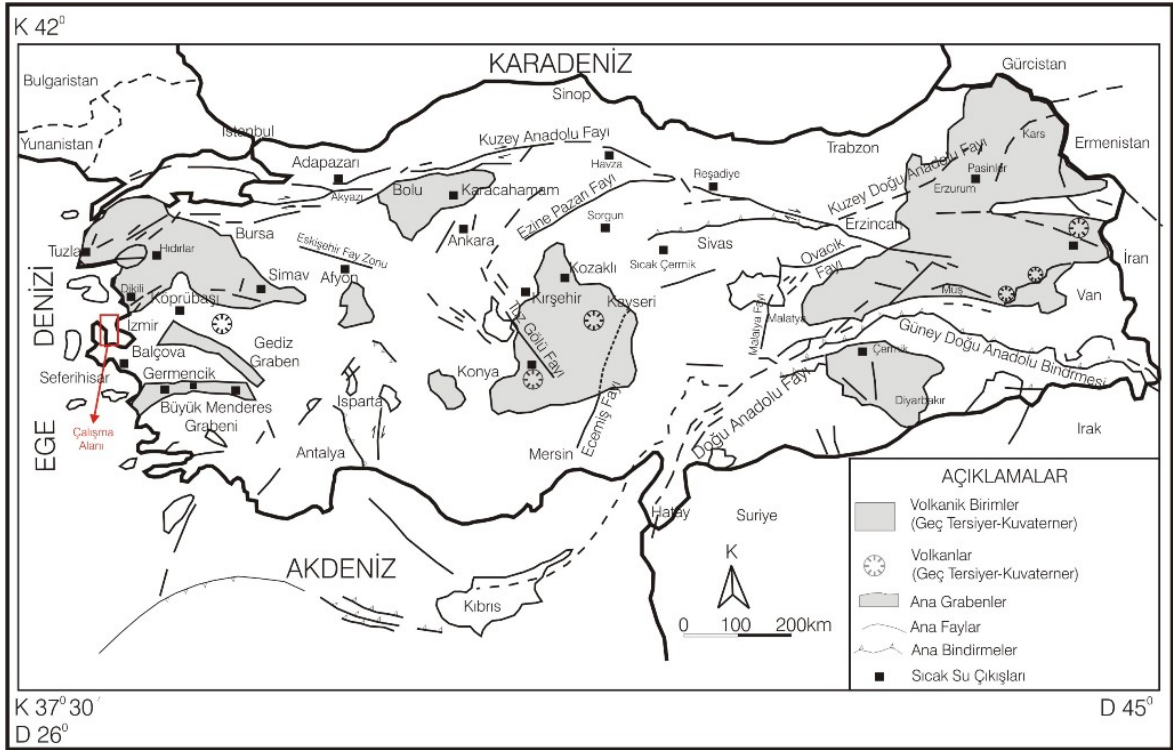 K 42⁰
KARADENİZ
Bulgaristan
Gürcistan
Sinop
Yunanistan
İstanbul
Kuzey Anadolu Fayı
Trabzon
Kars
Ermenistan
Adapazarı
Havza
Pasinler
Akyazı
Bolu
Karacahamam
Reşadiye
Kuzey Doğu Anadolu Fayı
Erzurum
Ezine Pazarı Fayı
Sorgun
Erzincan
Bursa
Ankara
Sivas
Tuzla
Hıdırlar
Eskişehir Fay Zonu
Sıcak Çermik
Ovacık
Fayı
İran
Simav
Afyon
Kozaklı
Dikili
Köprübaşı
Kırşehir
Kayseri
Muş
Van
EGE DENİZİ
İzmir
Tuz Gölü Fayı
Malatya Fayı
Malatya
Güney Doğu Anadolu Bindrmesi
Balçova
Gediz
Graben
Çermik
Seferihisar
Germencik
Konya
Isparta
Doğu Anadolu Fayı
Diyarbakır
Büyük Menderes
Grabeni
Ecemiş Fayı
Çalışma
Alanı
Irak
Antalya
Mersin
Hatay
Suriye
AKDENİZ
Kıbrıs
K
0 100 200km
AÇIKLAMALAR
Volkanik Birimler
(Geç Tersiyer-Kuvaterner)
Volkanlar
(Geç Tersiyer-Kuvaterner)
Ana Grabenler
Ana Faylar
Ana Bindirmeler
Sıcak Su Çıkışları
K 37⁰ 30′
D 26⁰
D 45⁰